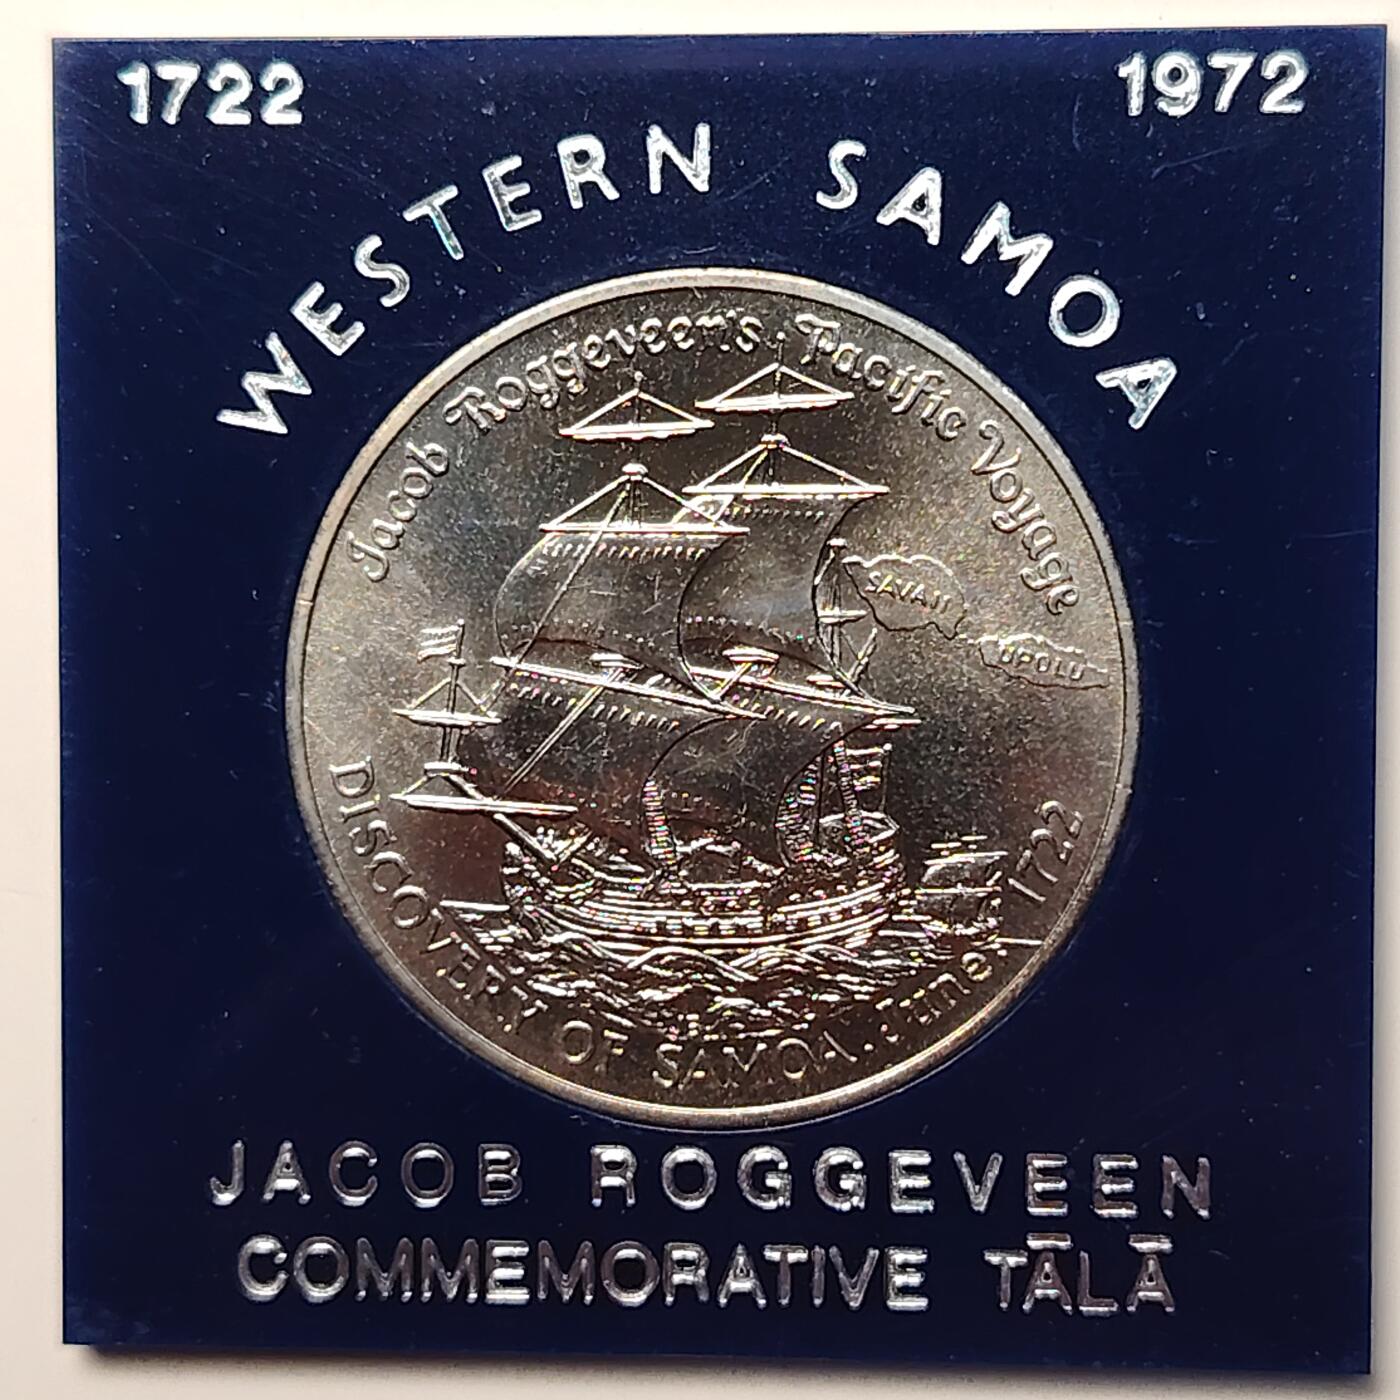 1722
1972
WESTERN SAMOA
Jacob Roggeveen's · Pacific Voyage
SAVAII
UPOLU
DISCOVERY OF SAMOA · June · 1722
JACOB ROGGEVEEN
COMMEMORATIVE TĀLĀ